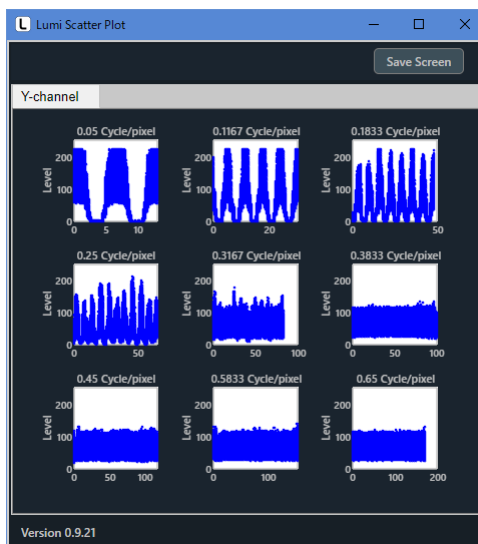 L Lumi Scatter Plot
Save Screen
Y-channel
0.05 Cycle/pixel 0.1167 Cycle/pixel 0.1833 Cycle/pixel
200 200 200
Level Level Level
100 100 100
0 0 0
0 5 10 0 20 0 50
0.25 Cycle/pixel 0.3167 Cycle/pixel 0.3833 Cycle/pixel
200 200 200
Level Level Level
100 100 100
0 0 0
0 50 0 50 100 0 50 100
0.45 Cycle/pixel 0.5833 Cycle/pixel 0.65 Cycle/pixel
200 200 200
Level Level Level
100 100 100
0 0 0
0 100 0 100 0 100 200
Version 0.9.21